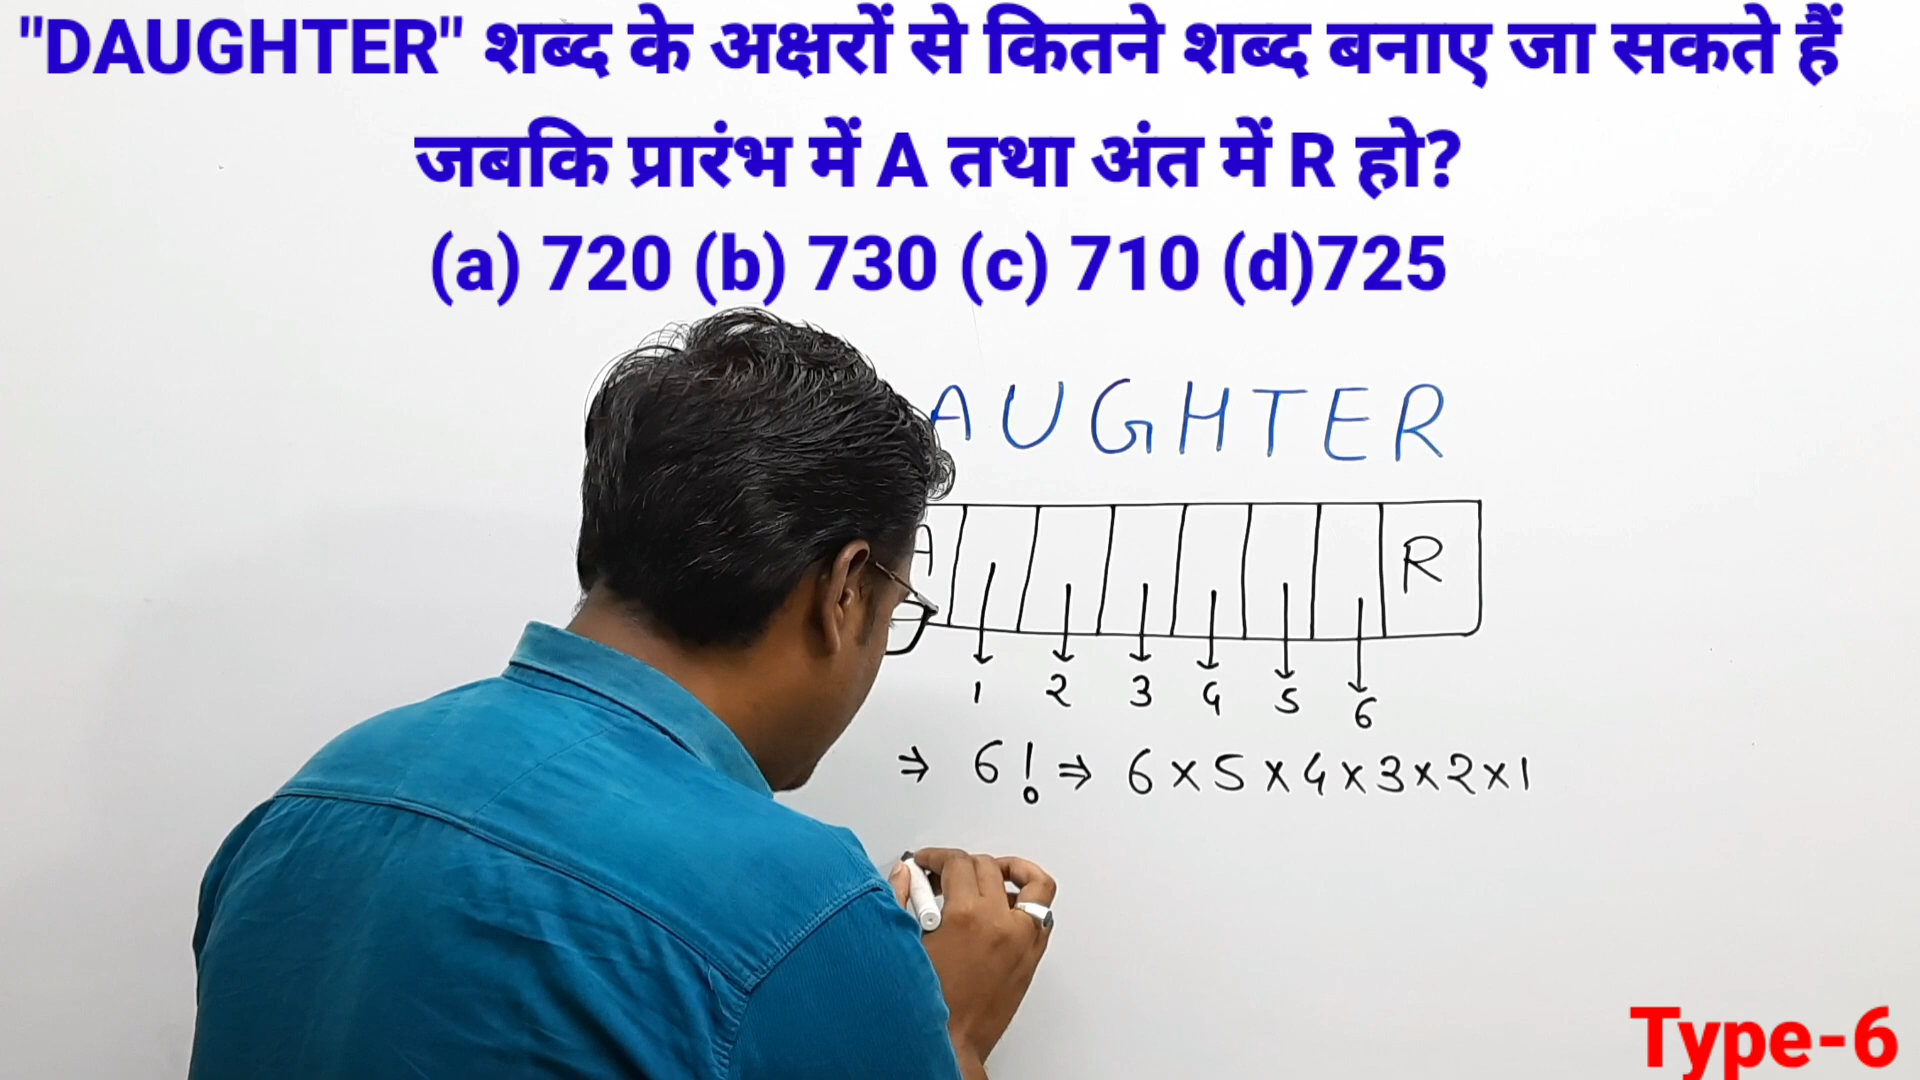 "DAUGHTER" शब्द के अक्षरों से कितने शब्द बनाए जा सकते हैं
जबकि प्रारंभ में A तथा अंत में R हो?
(a) 720 (b) 730 (c) 710 (d)725
AUGHTER
A R
1 2 3 4 5 6
⇒ 6! ⇒ 6×5×4×3×2×1
Type-6